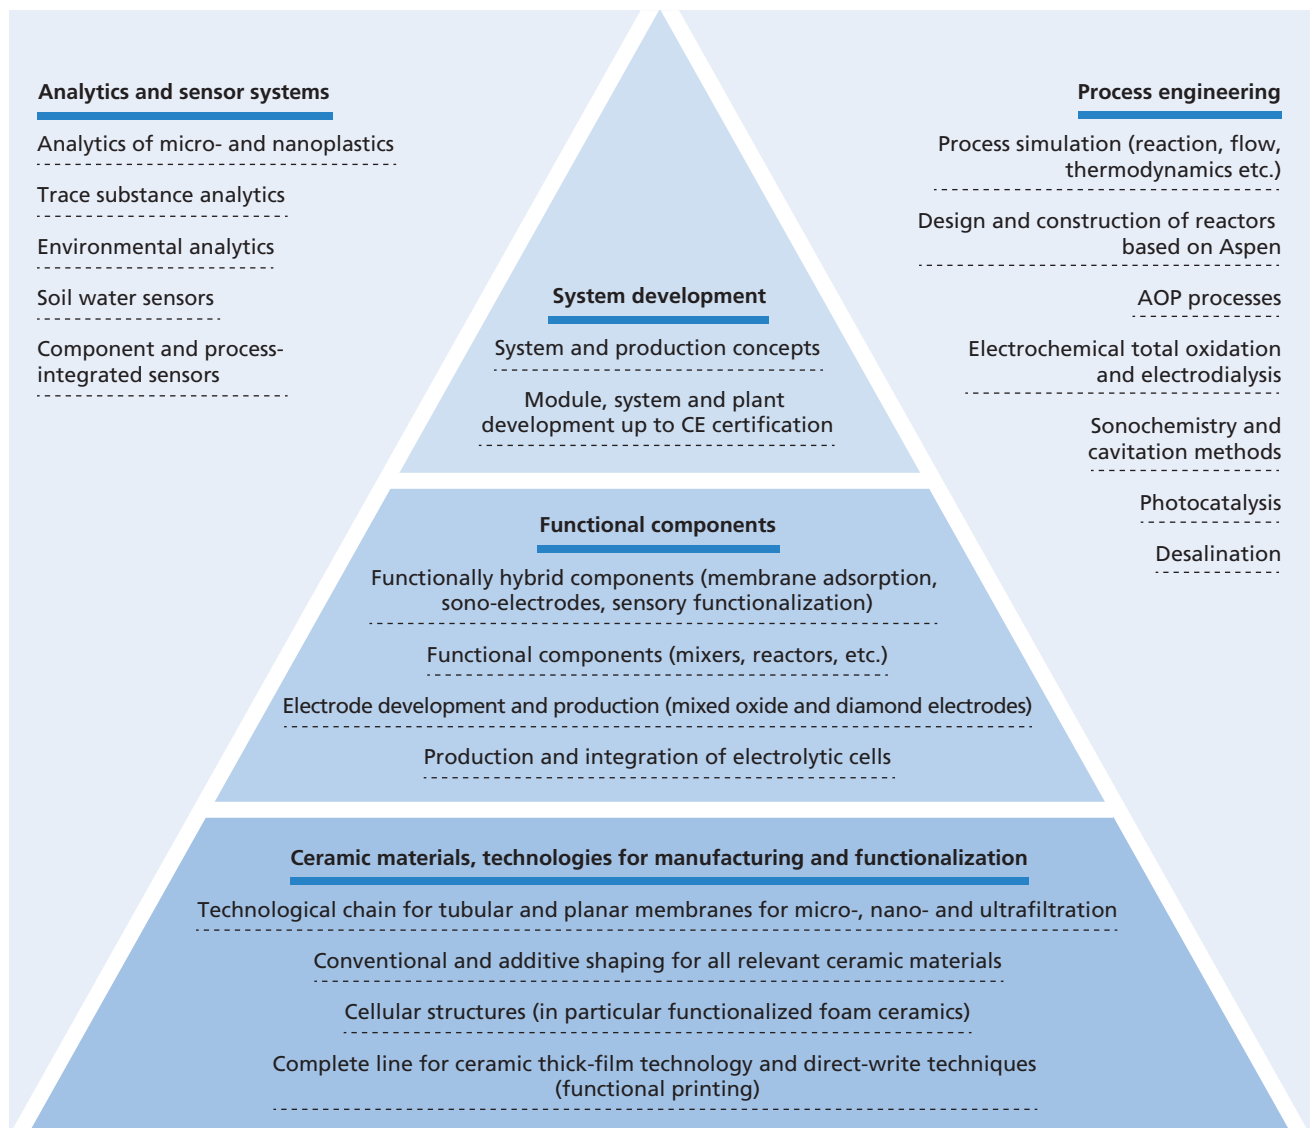 Analytics and sensor systems
Analytics of micro- and nanoplastics
Trace substance analytics
Environmental analytics
Soil water sensors
Component and process-
integrated sensors
Process engineering
Process simulation (reaction, flow,
thermodynamics etc.)
Design and construction of reactors
based on Aspen
AOP processes
Electrochemical total oxidation
and electrodialysis
Sonochemistry and
cavitation methods
Photocatalysis
Desalination
System development
System and production concepts
Module, system and plant
development up to CE certification
Functional components
Functionally hybrid components (membrane adsorption,
sono-electrodes, sensory functionalization)
Functional components (mixers, reactors, etc.)
Electrode development and production (mixed oxide and diamond electrodes)
Production and integration of electrolytic cells
Ceramic materials, technologies for manufacturing and functionalization
Technological chain for tubular and planar membranes for micro-, nano- and ultrafiltration
Conventional and additive shaping for all relevant ceramic materials
Cellular structures (in particular functionalized foam ceramics)
Complete line for ceramic thick-film technology and direct-write techniques
(functional printing)